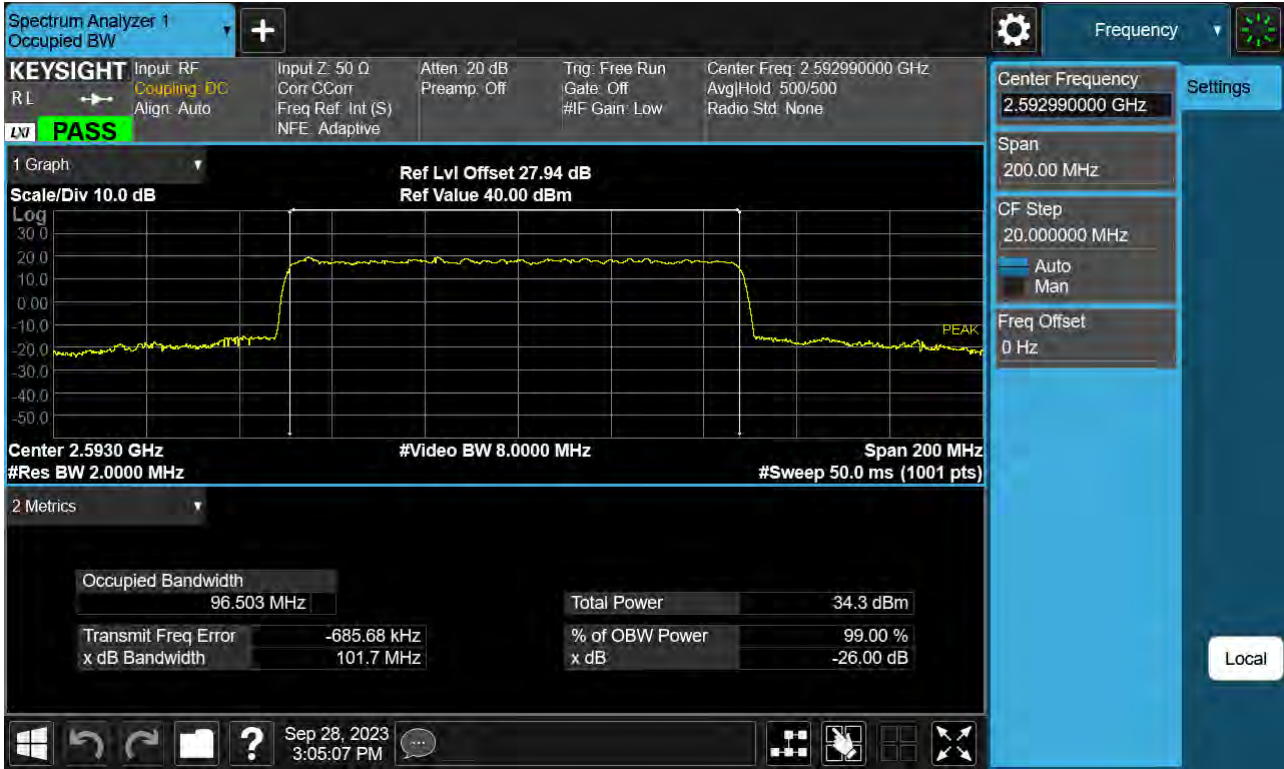 Spectrum Analyzer 1
Occupied BW
+
Frequency
KEYSIGHT
RL
LXI
PASS
Input: RF
Coupling: DC
Align: Auto
Input Z: 50 Ω
Corr CCorr
Freq Ref: Int (S)
NFE: Adaptive
Atten: 20 dB
Preamp: Off
Trig: Free Run
Gate: Off
#IF Gain: Low
Center Freq: 2.592990000 GHz
Avg|Hold: 500/500
Radio Std: None
Center Frequency
2.592990000 GHz
Settings
Span
200.00 MHz
CF Step
20.000000 MHz
Auto
Man
Freq Offset
0 Hz
Local
1 Graph
Scale/Div 10.0 dB
Ref Lvl Offset 27.94 dB
Ref Value 40.00 dBm
Log
30.0
20.0
10.0
0.00
-10.0
-20.0
-30.0
-40.0
-50.0
PEAK
Center 2.5930 GHz
#Video BW 8.0000 MHz
Span 200 MHz
#Res BW 2.0000 MHz
#Sweep 50.0 ms (1001 pts)
2 Metrics
Occupied Bandwidth
96.503 MHz
Total Power 34.3 dBm
Transmit Freq Error -685.68 kHz
% of OBW Power 99.00 %
x dB Bandwidth 101.7 MHz
x dB -26.00 dB
?
Sep 28, 2023
3:05:07 PM